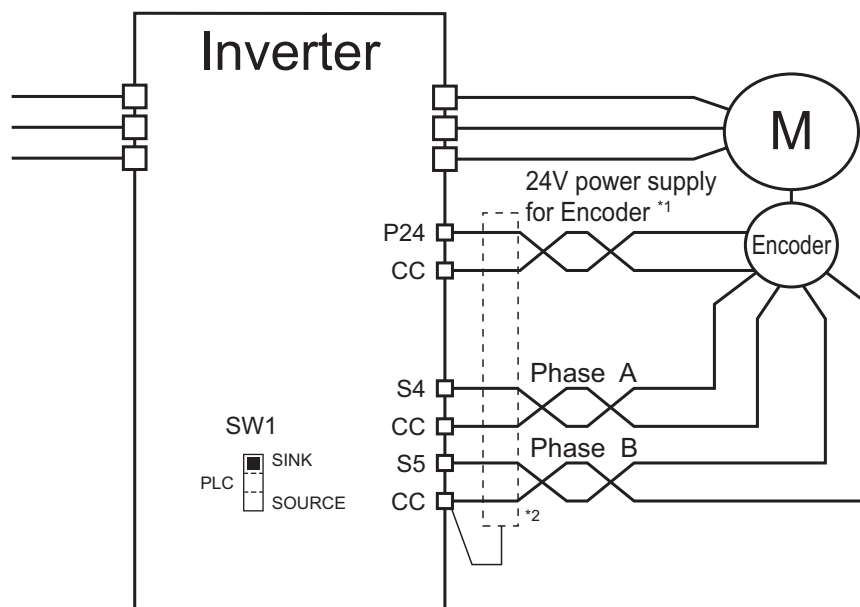 Inverter
M
24V power supply
for Encoder *1
P24
CC
Encoder
S4
Phase A
CC
S5
Phase B
CC
*2
SW1
SINK
PLC
SOURCE